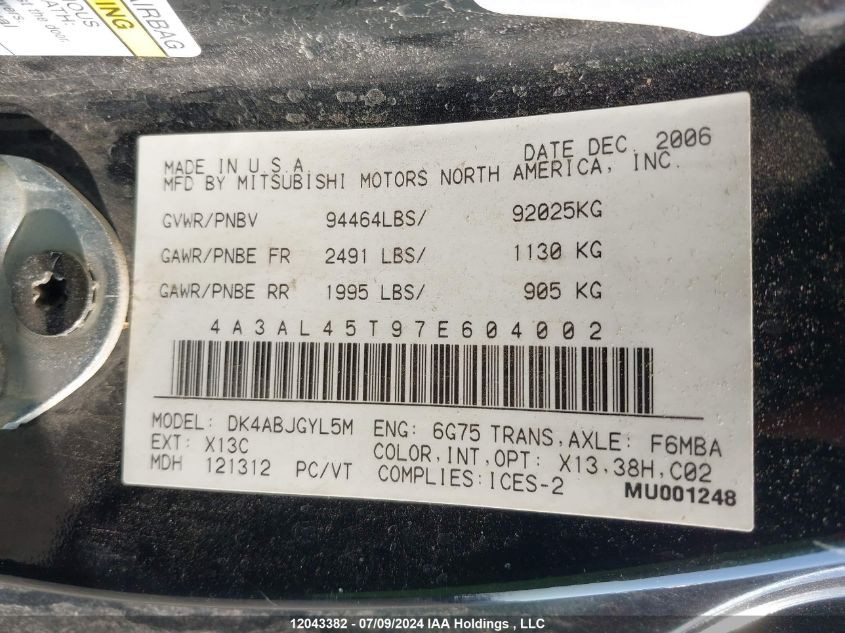 AIRBAG
NING
MADE IN U.S.A. DATE DEC. 2006
MFD BY MITSUBISHI MOTORS NORTH AMERICA, INC.
GVWR/PNBV 94464LBS/ 92025KG
GAWR/PNBE FR 2491 LBS/ 1130 KG
GAWR/PNBE RR 1995 LBS/ 905 KG
4A3AL45T97E604002
MODEL: DK4ABJGYL5M ENG: 6G75 TRANS,AXLE: F6MBA
EXT: X13C COLOR,INT,OPT: X13,38H,C02
MDH 121312 PC/VT COMPLIES:ICES-2
MU001248
12043382 - 07/09/2024 IAA Holdings, LLC